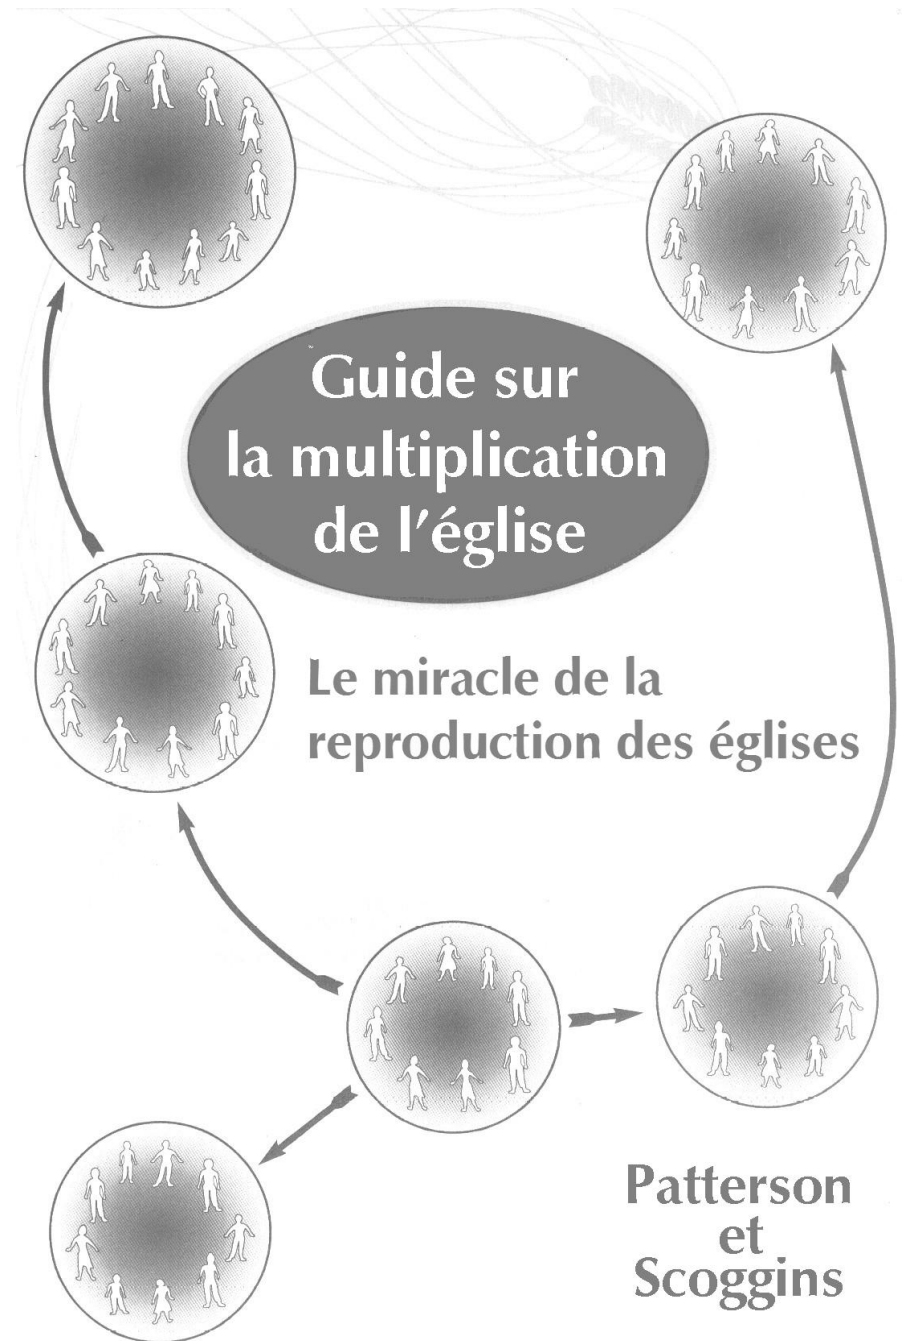 Guide sur
la multiplication
de l'église
Le miracle de la
reproduction des églises
Patterson
et
Scoggins